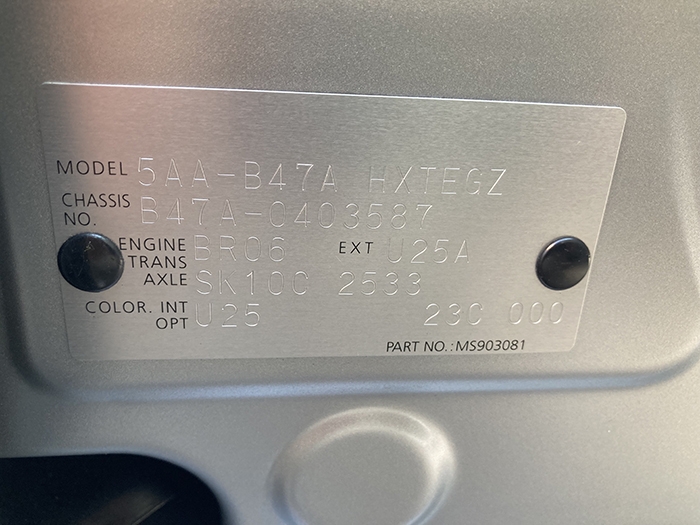 MODEL 5AA-B47A HXTEGZ
CHASSIS NO. B47A-0403587
ENGINE BR06 EXT U25A
TRANS AXLE SK10C 2533
COLOR. INT OPT U25 23C 000
PART NO.:MS903081